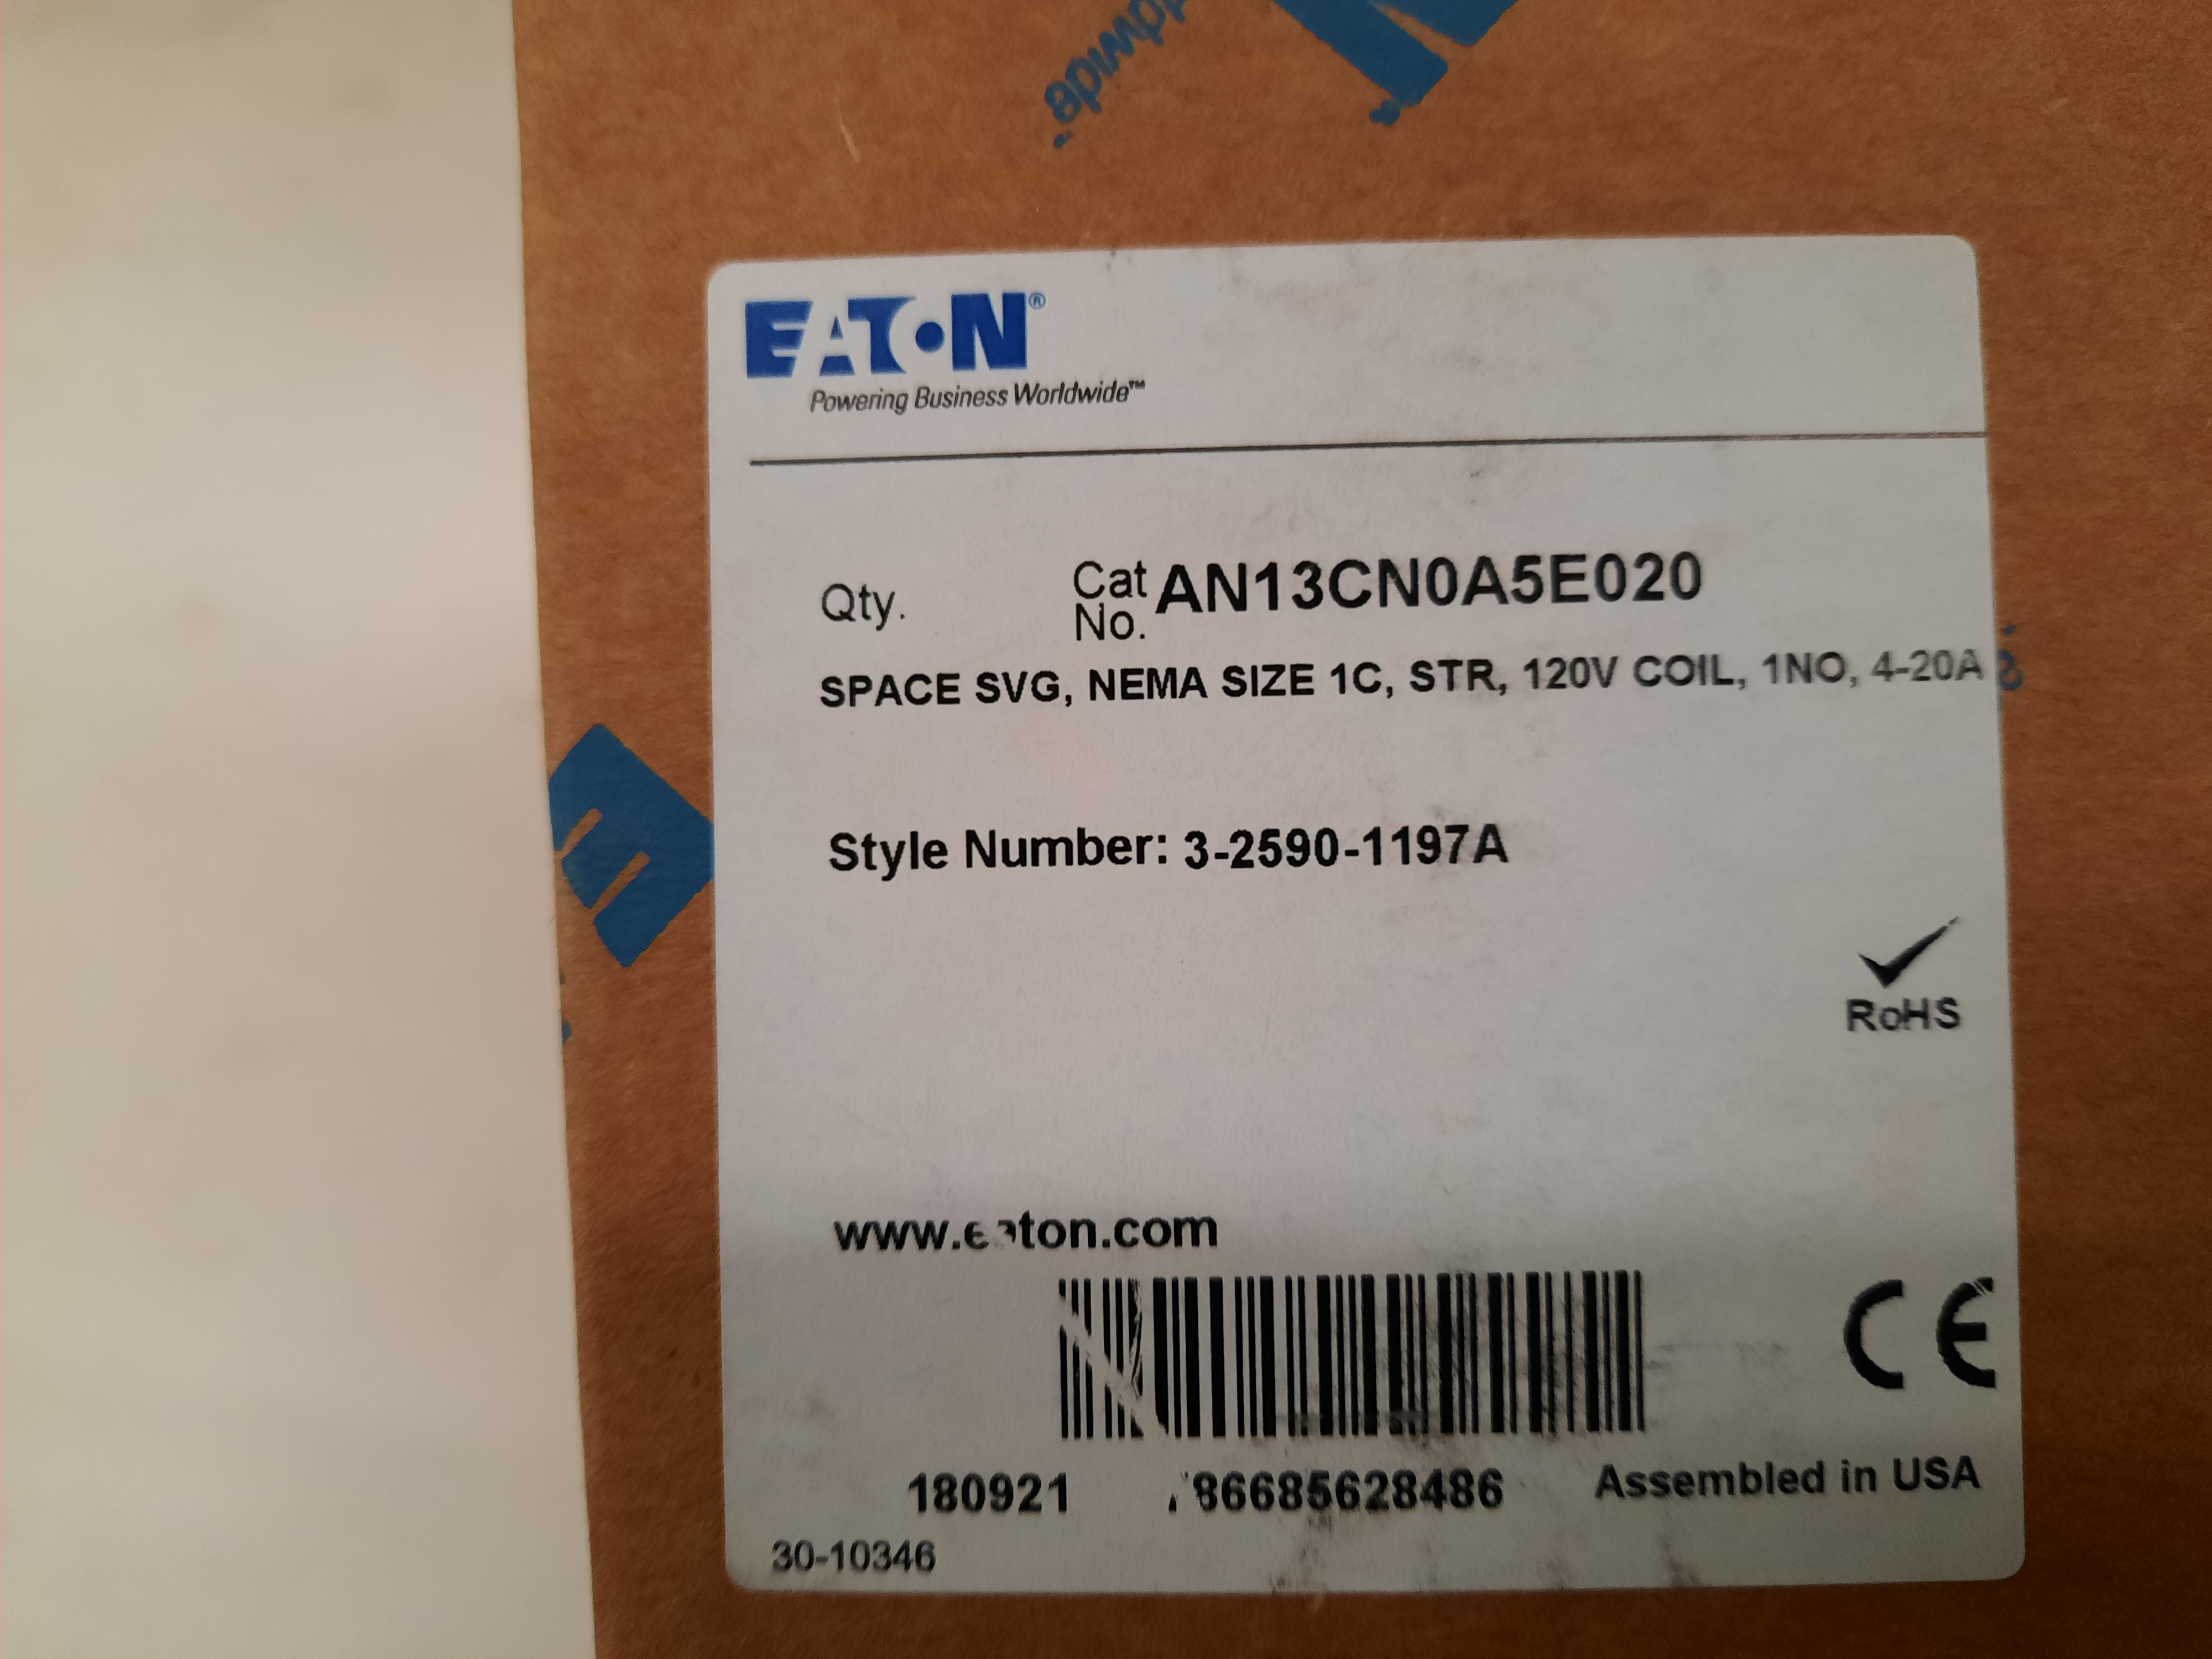 EATON®
Powering Business Worldwide™
Qty. Cat No. AN13CN0A5E020
SPACE SVG, NEMA SIZE 1C, STR, 120V COIL, 1NO, 4-20A
Style Number: 3-2590-1197A
RoHS
www.eaton.com
CE
180921 786685628486 Assembled in USA
30-10346